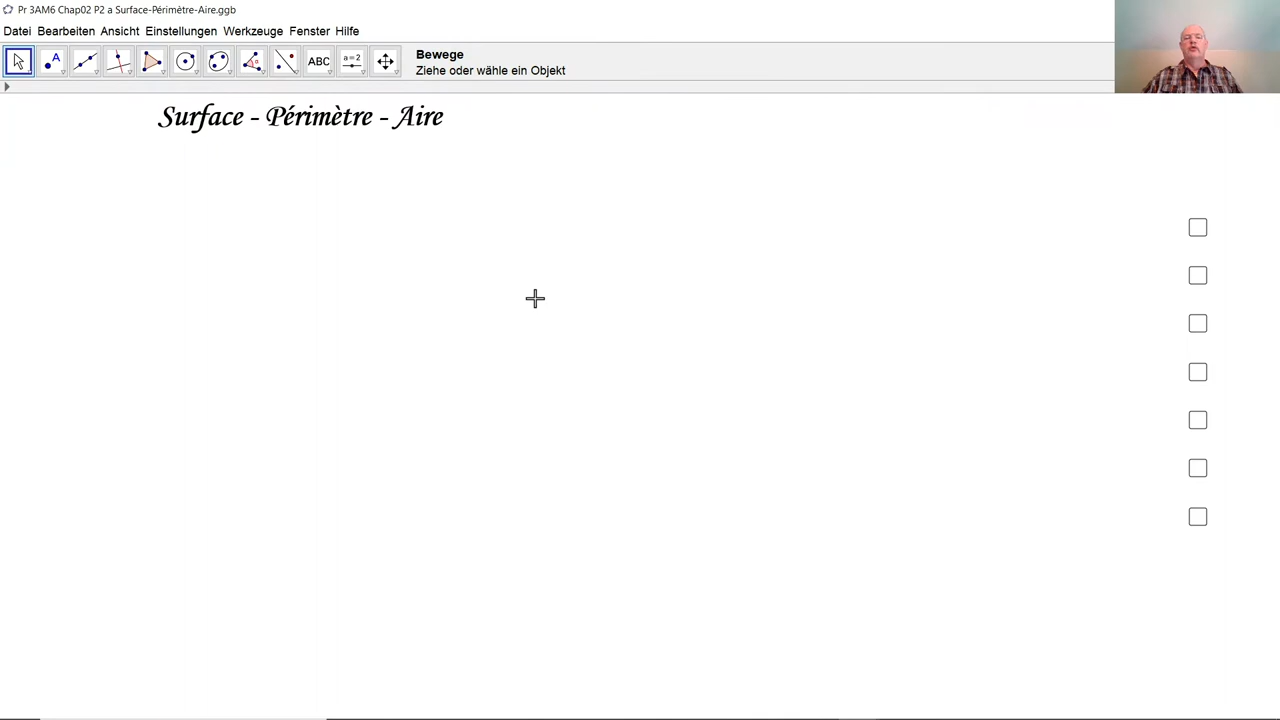 Pr 3AM6 Chap02 P2 a Surface-Périmètre-Aire.ggb
Datei Bearbeiten Ansicht Einstellungen Werkzeuge Fenster Hilfe
A
ABC
a=2
Bewege
Ziehe oder wähle ein Objekt
Surface - Périmètre - Aire